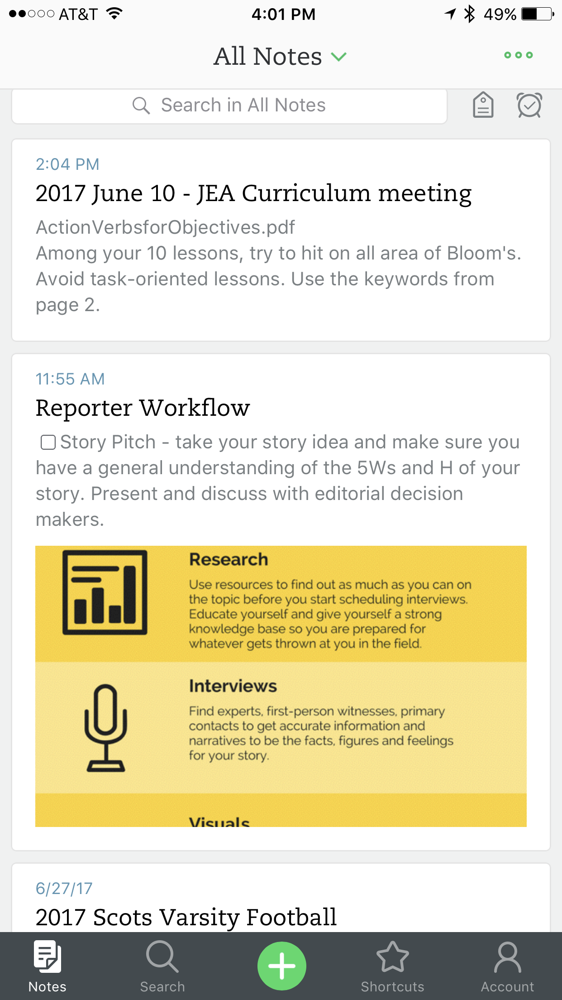 AT&T 4:01 PM 49%
All Notes
Search in All Notes
2:04 PM
2017 June 10 - JEA Curriculum meeting
ActionVerbsforObjectives.pdf
Among your 10 lessons, try to hit on all area of Bloom's.
Avoid task-oriented lessons. Use the keywords from
page 2.
11:55 AM
Reporter Workflow
Story Pitch - take your story idea and make sure you
have a general understanding of the 5Ws and H of your
story. Present and discuss with editorial decision
makers.
Research
Use resources to find out as much as you can on
the topic before you start scheduling interviews.
Educate yourself and give yourself a strong
knowledge base so you are prepared for
whatever gets thrown at you in the field.
Interviews
Find experts, first-person witnesses, primary
contacts to get accurate information and
narratives to be the facts, figures and feelings
for your story.
Visuals
6/27/17
2017 Scots Varsity Football
Notes Search Shortcuts Account